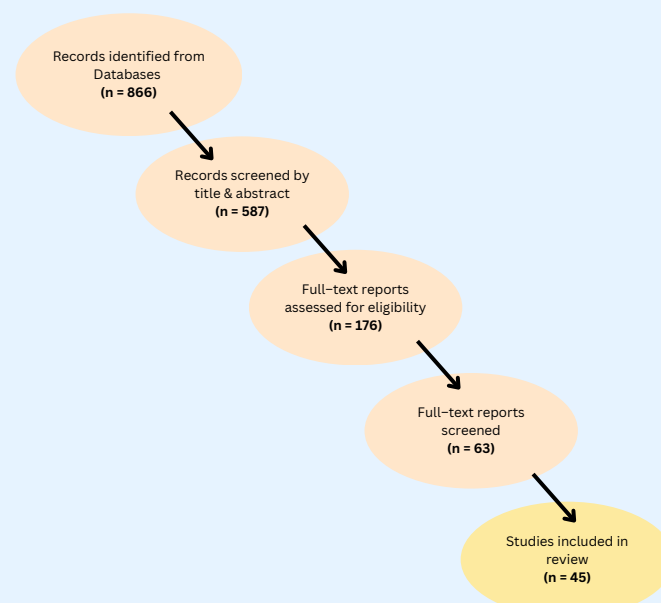 Records identified from
Databases
(n = 866)
Records screened by
title & abstract
(n = 587)
Full-text reports
assessed for eligibility
(n = 176)
Full-text reports
screened
(n = 63)
Studies included in
review
(n = 45)